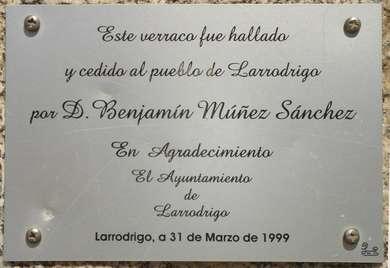 Este verraco fue hallado
y cedido al pueblo de Larrodrigo
por D. Benjamín Múñez Sánchez
En Agradecimiento
El Ayuntamiento
de
Larrodrigo
Larrodrigo, a 31 de Marzo de 1999